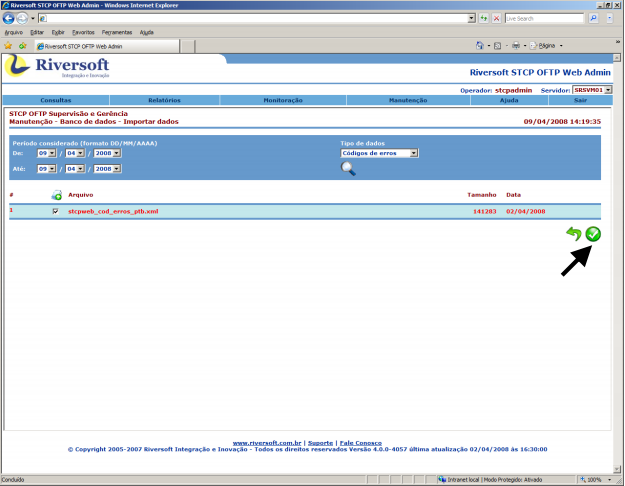 Riversoft STCP OFTP Web Admin - Windows Internet Explorer
Live Search
Arquivo Editar Exibir Favoritos Ferramentas Ajuda
Riversoft STCP OFTP Web Admin
Página
Riversoft
Integração e Inovação
Riversoft STCP OFTP Web Admin
Operador: stcpadmin Servidor: SRSVM01
Consultas Relatórios Monitoração Manutenção Ajuda Sair
STCP OFTP Supervisão e Gerência
Manutenção - Banco de dados - Importar dados 09/04/2008 14:19:35
Período considerado (formato DD/MM/AAAA) Tipo de dados
De: 09 / 04 / 2008 Códigos de erros
Até: 09 / 04 / 2008
# Arquivo Tamanho Data
1 stcpweb_cod_erros_ptb.xml 141283 02/04/2008
www.riversoft.com.br | Suporte | Fale Conosco
© Copyright 2005-2007 Riversoft Integração e Inovação - Todos os direitos reservados Versão 4.0.0-4057 última atualização 02/04/2008 às 16:30:00
Concluído Intranet local | Modo Protegido: Ativado 100%